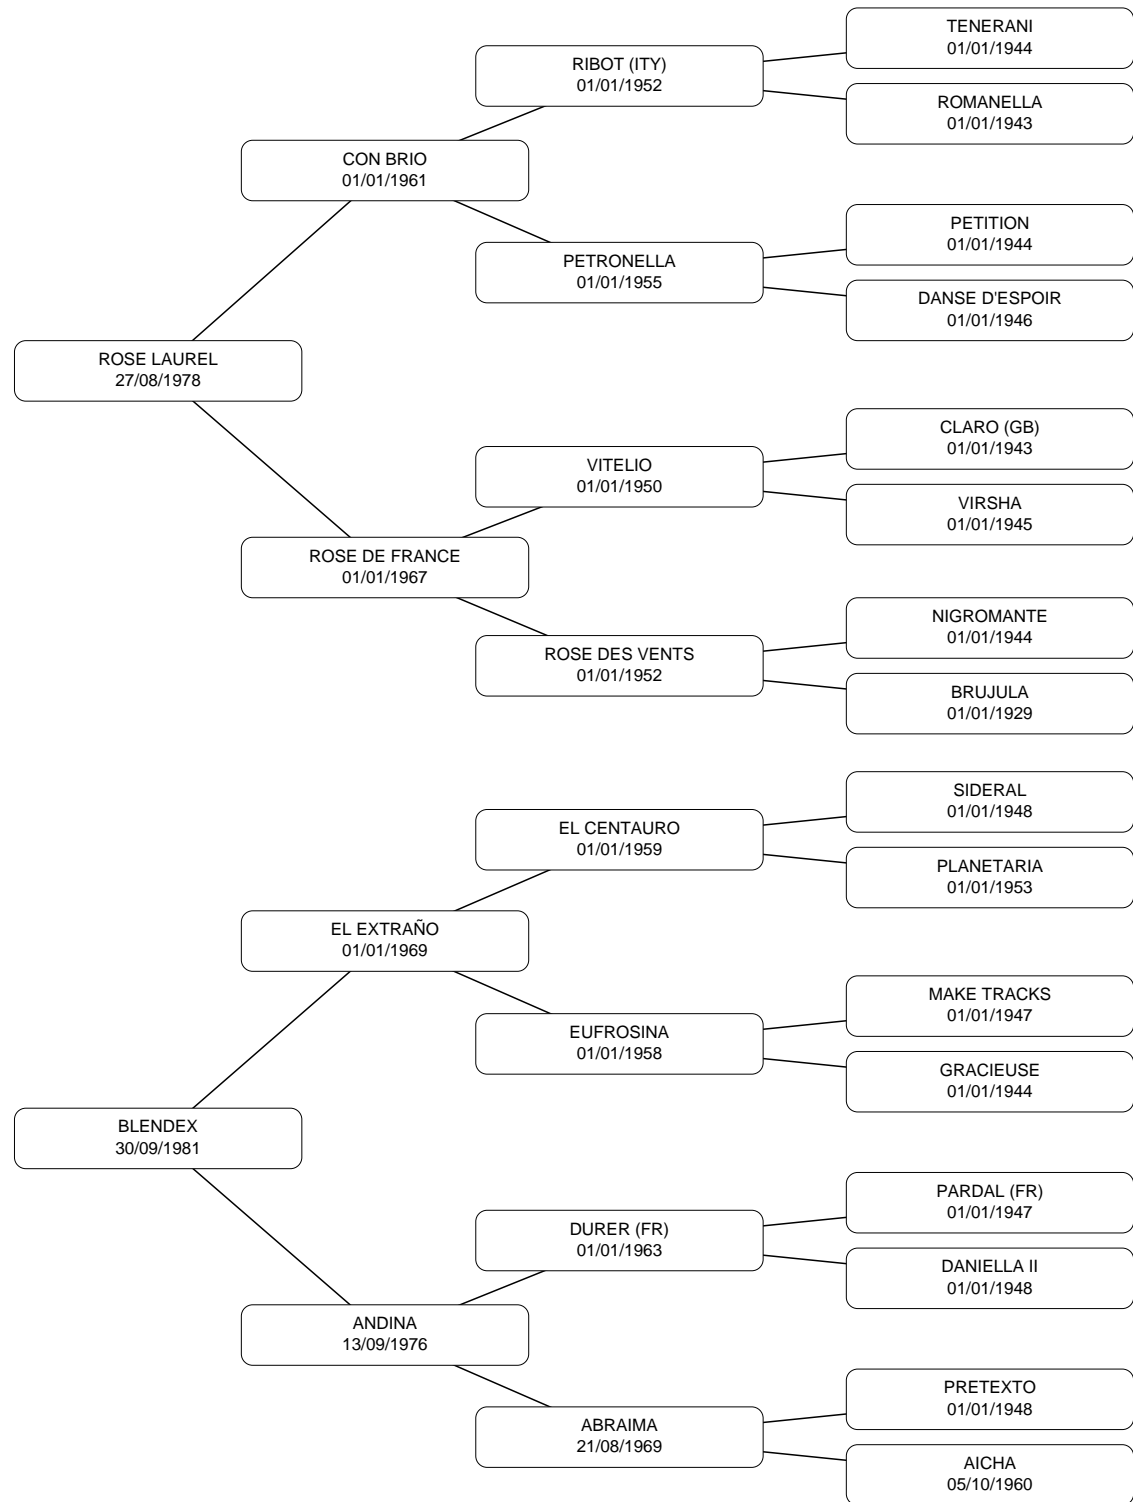 TENERANI
01/01/1944
RIBOT (ITY)
01/01/1952
ROMANELLA
01/01/1943
CON BRIO
01/01/1961
PETITION
01/01/1944
PETRONELLA
01/01/1955
DANSE D'ESPOIR
01/01/1946
ROSE LAUREL
27/08/1978
CLARO (GB)
01/01/1943
VITELIO
01/01/1950
VIRSHA
01/01/1945
ROSE DE FRANCE
01/01/1967
NIGROMANTE
01/01/1944
ROSE DES VENTS
01/01/1952
BRUJULA
01/01/1929
SIDERAL
01/01/1948
EL CENTAURO
01/01/1959
PLANETARIA
01/01/1953
EL EXTRAÑO
01/01/1969
MAKE TRACKS
01/01/1947
EUFROSINA
01/01/1958
GRACIEUSE
01/01/1944
BLENDEX
30/09/1981
PARDAL (FR)
01/01/1947
DURER (FR)
01/01/1963
DANIELLA II
01/01/1948
ANDINA
13/09/1976
PRETEXTO
01/01/1948
ABRAIMA
21/08/1969
AICHA
05/10/1960